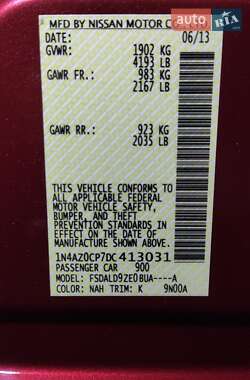 AUTO
RIA
MFD BY NISSAN MOTOR C
DATE: 06/13
GVWR: 1902 KG
4193 LB
GAWR FR.: 983 KG
2167 LB
GAWR RR.: 923 KG
2035 LB
THIS VEHICLE CONFORMS TO
ALL APPLICABLE FEDERAL
MOTOR VEHICLE SAFETY,
BUMPER, AND THEFT
PREVENTION STANDARDS IN
EFFECT ON THE DATE OF
MANUFACTURE SHOWN ABOVE
1N4AZ0CP7DC413031
PASSENGER CAR 900
MODEL: FSDALD9ZE0BUA----A
COLOR: NAH TRIM: K 9N00A